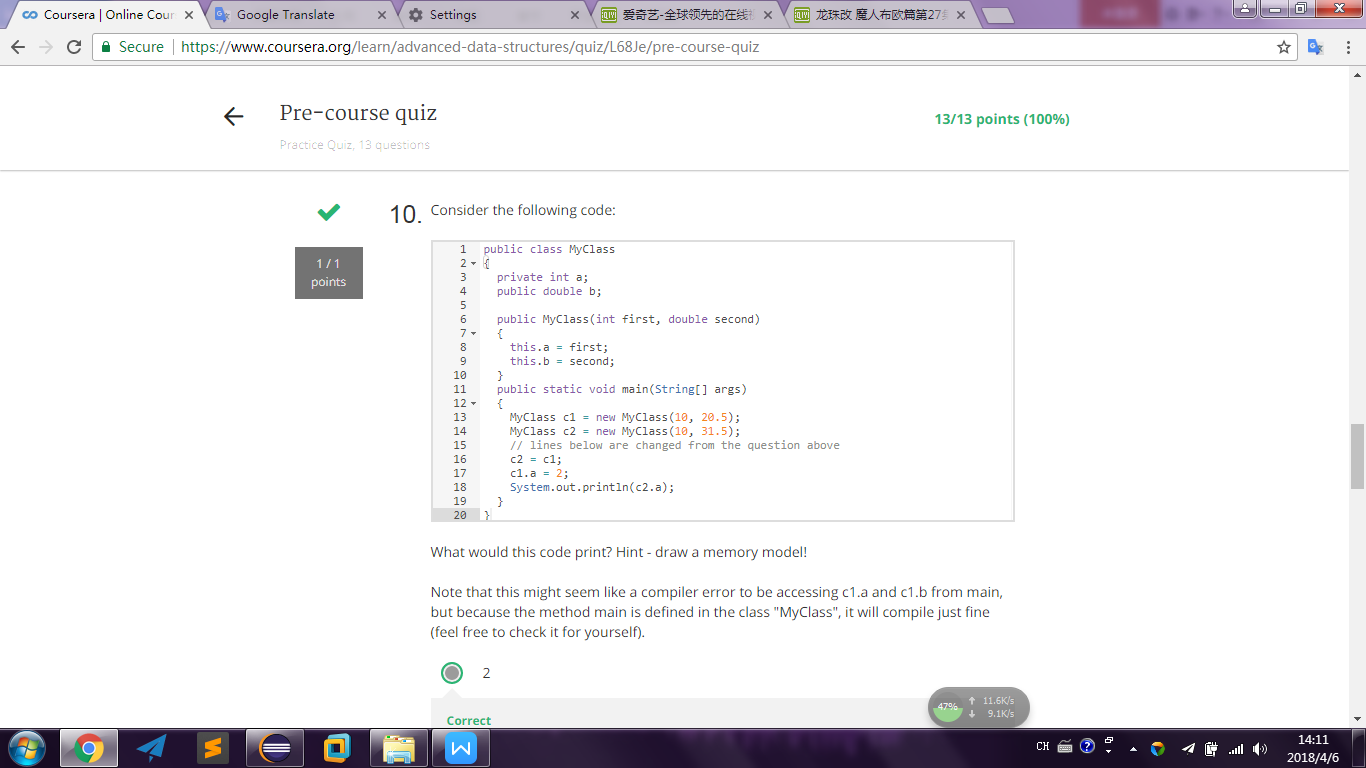 Coursera | Online Cour
Google Translate
Settings
爱奇艺-全球领先的在线视
龙珠改 魔人布欧篇第27集
Secure
https://www.coursera.org/learn/advanced-data-structures/quiz/L68Je/pre-course-quiz
Pre-course quiz
13/13 points (100%)
Practice Quiz, 13 questions
1 / 1
points
10.
Consider the following code:
1 public class MyClass
2 {
3 private int a;
4 public double b;
5
6 public MyClass(int first, double second)
7 {
8 this.a = first;
9 this.b = second;
10 }
11 public static void main(String[] args)
12 {
13 MyClass c1 = new MyClass(10, 20.5);
14 MyClass c2 = new MyClass(10, 31.5);
15 // lines below are changed from the question above
16 c2 = c1;
17 c1.a = 2;
18 System.out.println(c2.a);
19 }
20 }
What would this code print? Hint - draw a memory model!
Note that this might seem like a compiler error to be accessing c1.a and c1.b from main,
but because the method main is defined in the class "MyClass", it will compile just fine
(feel free to check it for yourself).
2
Correct
47%
11.6K/s
9.1K/s
CH
14:11
2018/4/6